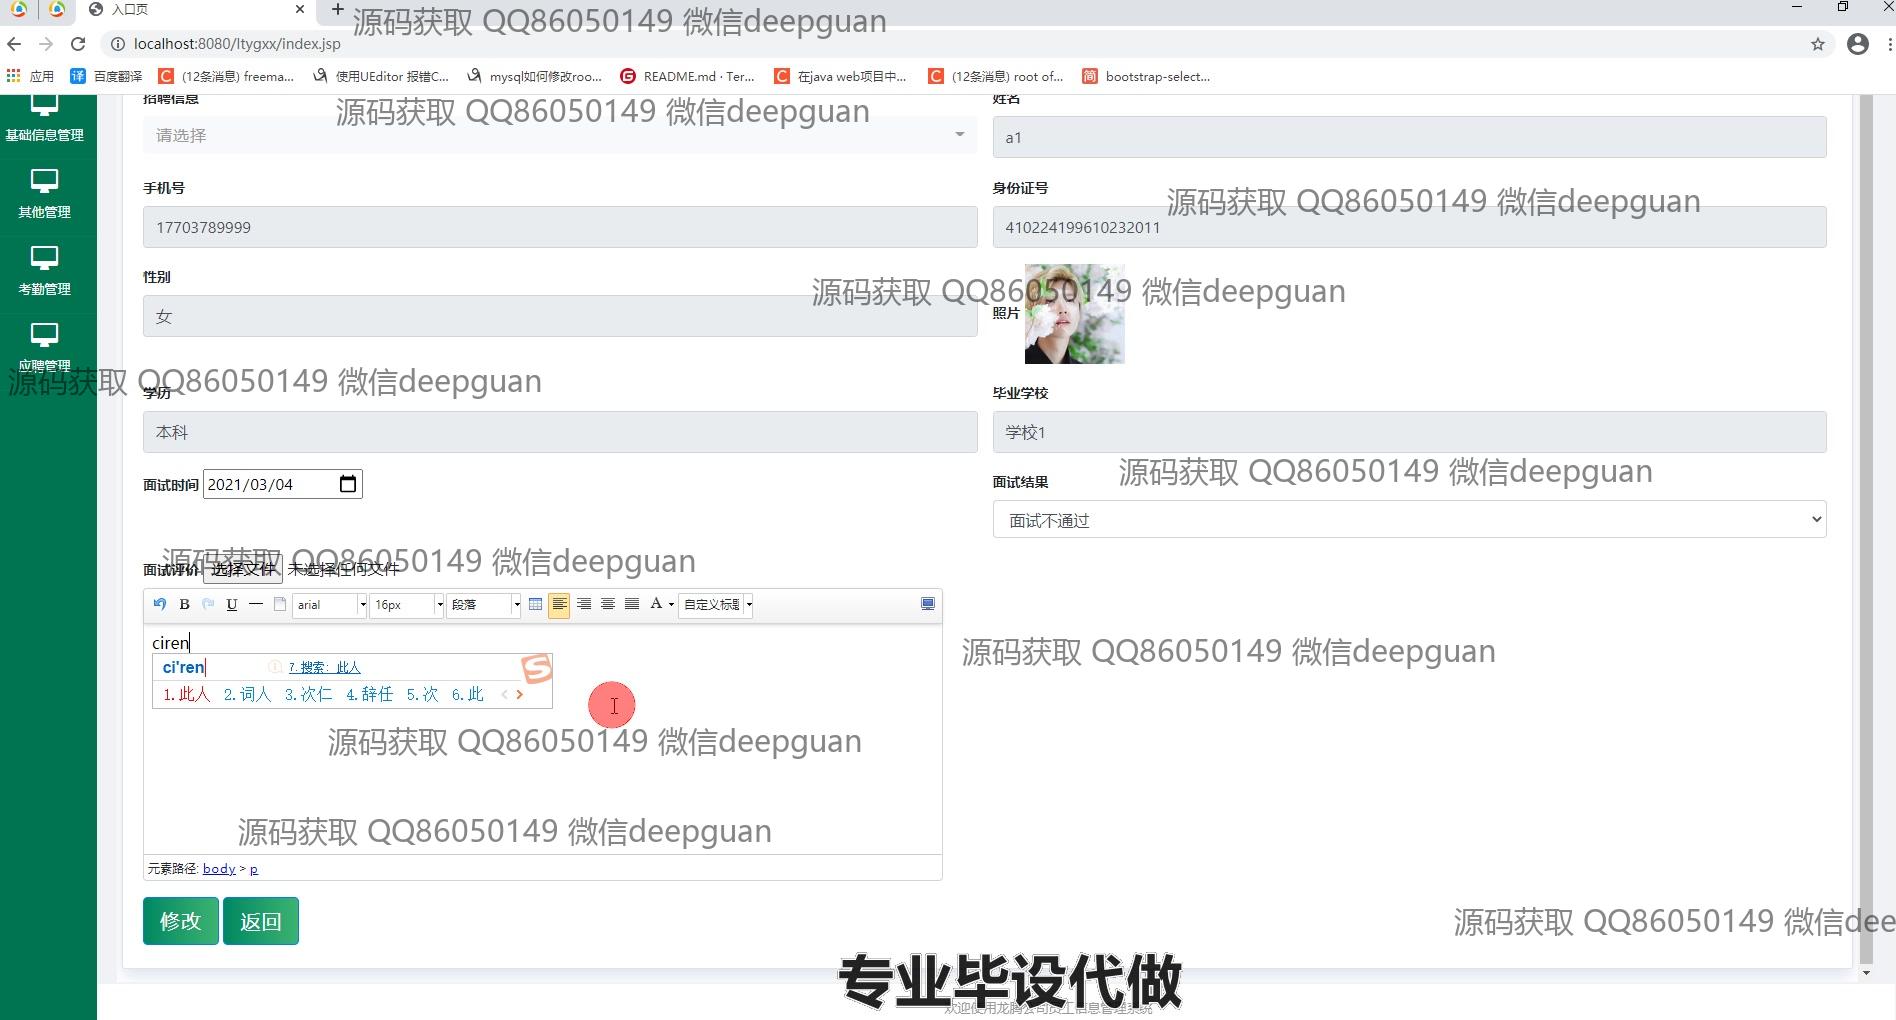 入口页
源码获取 QQ86050149 微信deepguan
localhost:8080/ltygxx/index.jsp
应用 百度翻译 (12条消息) freema... 使用UEditor 报错C... mysql如何修改roo... README.md · Ter... 在java web项目中... (12条消息) root of... bootstrap-select...
招聘信息 姓名
源码获取 QQ86050149 微信deepguan
基础信息管理 请选择 a1
手机号 身份证号
源码获取 QQ86050149 微信deepguan
其他管理 17703789999 410224199610232011
性别
源码获取 QQ86050149 微信deepguan
考勤管理 女 照片
应聘管理
源码获取 QQ86050149 微信deepguan
学历 毕业学校
本科 学校1
源码获取 QQ86050149 微信deepguan
面试时间 2021/03/04 面试结果
面试不通过
源码获取 QQ86050149 微信deepguan
面试评价 选择文件 未选择任何文件
B U arial 16px 段落 A 自定义标题
ciren
源码获取 QQ86050149 微信deepguan
ci'ren 7.搜索：此人
1.此人 2.词人 3.次仁 4.辞任 5.次 6.此
源码获取 QQ86050149 微信deepguan
源码获取 QQ86050149 微信deepguan
元素路径: body > p
修改 返回
源码获取 QQ86050149 微信dee
专业毕设代做
欢迎使用龙腾公司员工信息管理系统